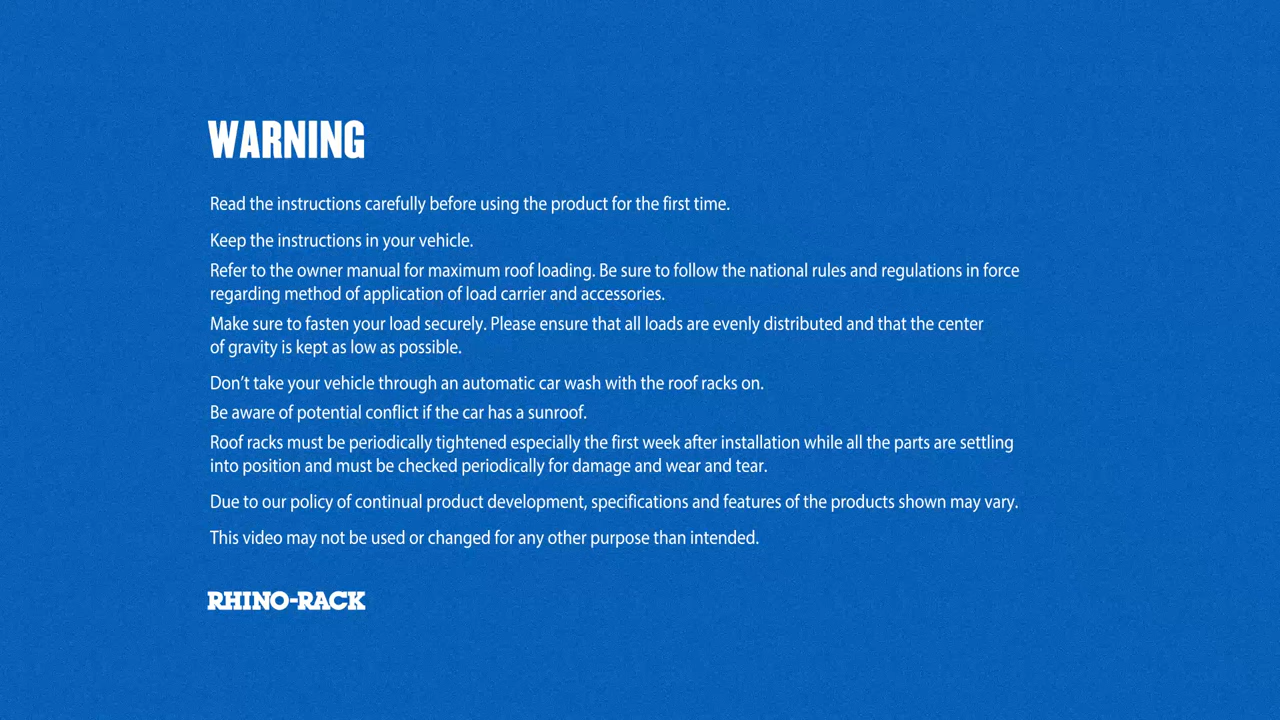 WARNING
Read the instructions carefully before using the product for the first time.
Keep the instructions in your vehicle.
Refer to the owner manual for maximum roof loading. Be sure to follow the national rules and regulations in force
regarding method of application of load carrier and accessories.
Make sure to fasten your load securely. Please ensure that all loads are evenly distributed and that the center
of gravity is kept as low as possible.
Don’t take your vehicle through an automatic car wash with the roof racks on.
Be aware of potential conflict if the car has a sunroof.
Roof racks must be periodically tightened especially the first week after installation while all the parts are settling
into position and must be checked periodically for damage and wear and tear.
Due to our policy of continual product development, specifications and features of the products shown may vary.
This video may not be used or changed for any other purpose than intended.
RHINO-RACK